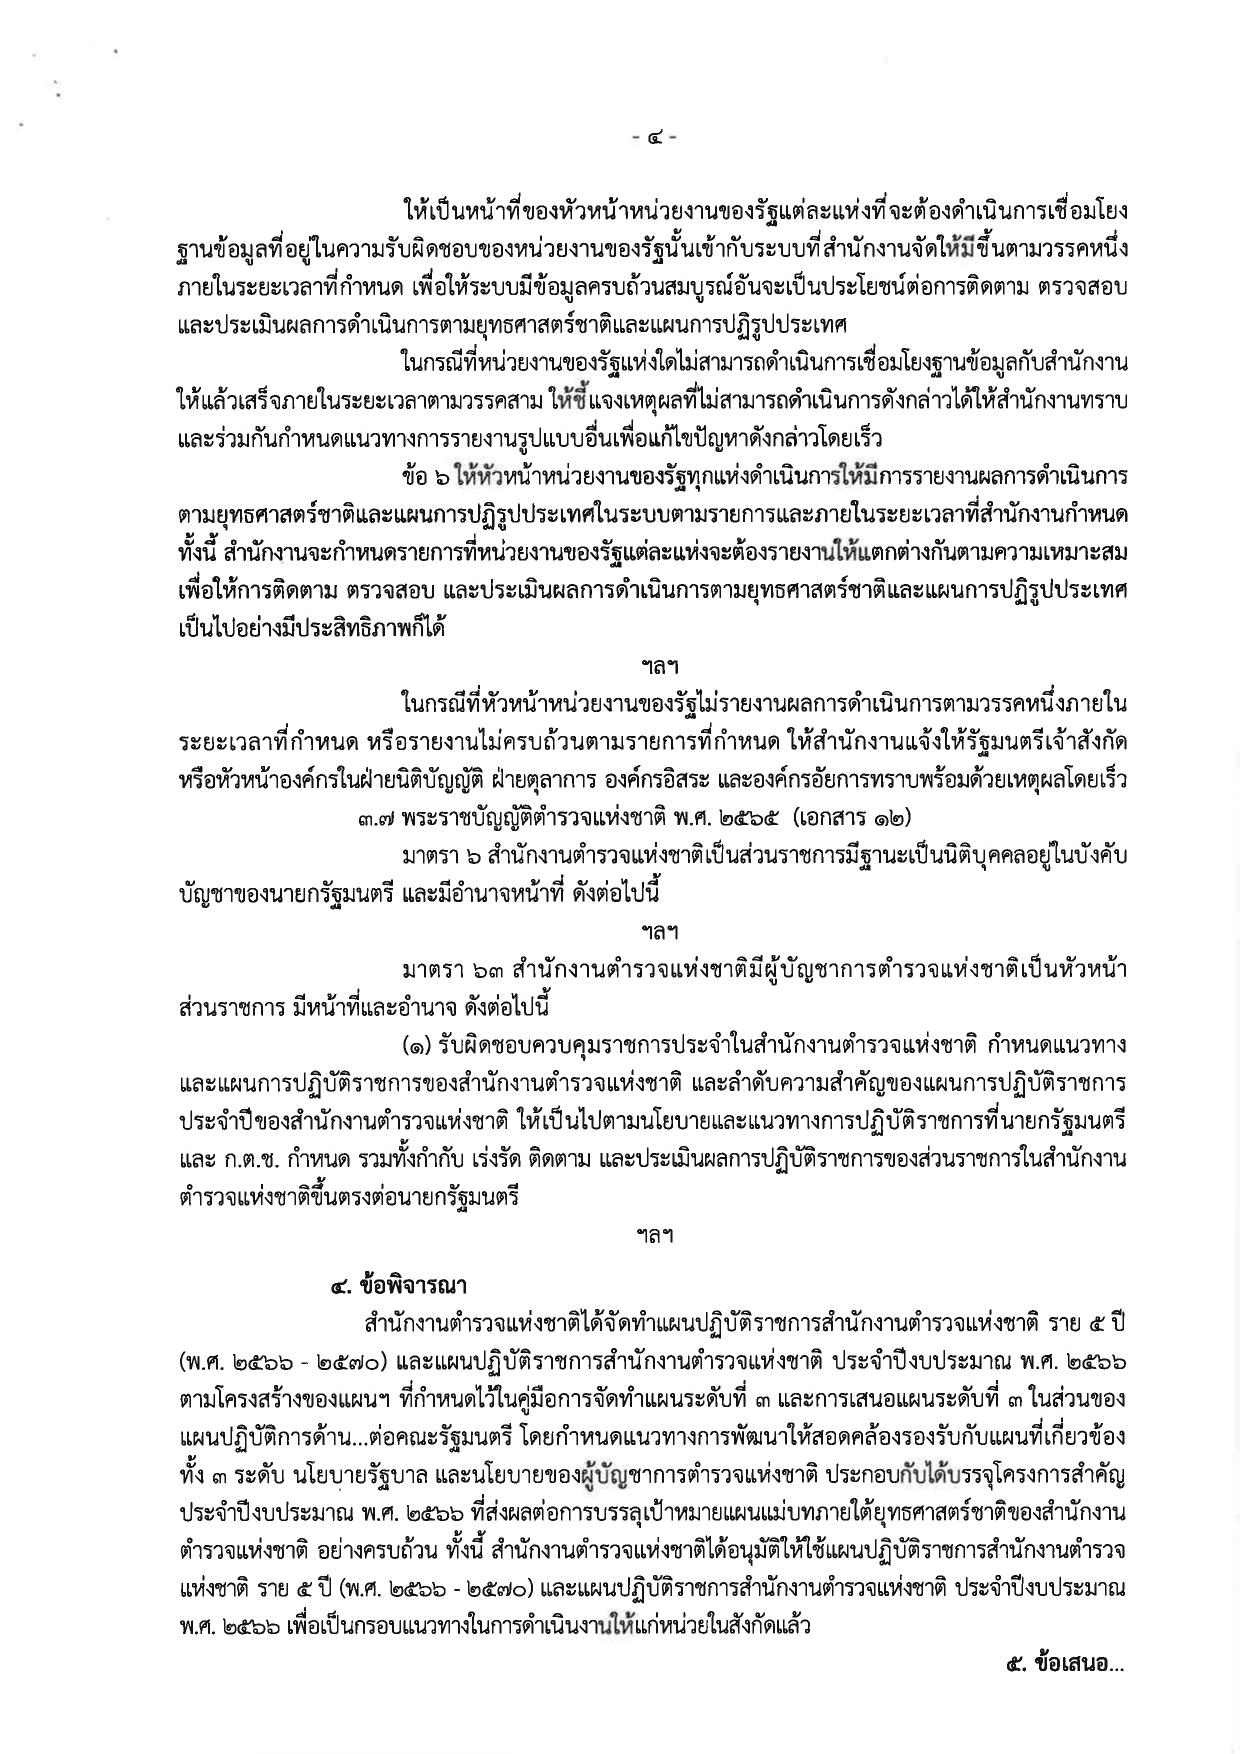 - ๔ -
ให้เป็นหน้าที่ของหัวหน้าหน่วยงานของรัฐแต่ละแห่งที่จะต้องดำเนินการเชื่อมโยง
ฐานข้อมูลที่อยู่ในความรับผิดชอบของหน่วยงานของรัฐนั้นเข้ากับระบบที่สำนักงานจัดให้มีขึ้นตามวรรคหนึ่ง
ภายในระยะเวลาที่กำหนด เพื่อให้ระบบมีข้อมูลครบถ้วนสมบูรณ์อันจะเป็นประโยชน์ต่อการติดตาม ตรวจสอบ
และประเมินผลการดำเนินการตามยุทธศาสตร์ชาติและแผนการปฏิรูปประเทศ
ในกรณีที่หน่วยงานของรัฐแห่งใดไม่สามารถดำเนินการเชื่อมโยงฐานข้อมูลกับสำนักงาน
ให้แล้วเสร็จภายในระยะเวลาตามวรรคสาม ให้ชี้แจงเหตุผลที่ไม่สามารถดำเนินการดังกล่าวได้ให้สำนักงานทราบ
และร่วมกันกำหนดแนวทางการรายงานรูปแบบอื่นเพื่อแก้ไขปัญหาดังกล่าวโดยเร็ว
ข้อ ๖ ให้หัวหน้าหน่วยงานของรัฐทุกแห่งดำเนินการให้มีการรายงานผลการดำเนินการ
ตามยุทธศาสตร์ชาติและแผนการปฏิรูปประเทศในระบบตามรายการและภายในระยะเวลาที่สำนักงานกำหนด
ทั้งนี้ สำนักงานจะกำหนดรายการที่หน่วยงานของรัฐแต่ละแห่งจะต้องรายงานให้แตกต่างกันตามความเหมาะสม
เพื่อให้การติดตาม ตรวจสอบ และประเมินผลการดำเนินการตามยุทธศาสตร์ชาติและแผนการปฏิรูปประเทศ
เป็นไปอย่างมีประสิทธิภาพก็ได้
ฯลฯ
ในกรณีที่หัวหน้าหน่วยงานของรัฐไม่รายงานผลการดำเนินการตามวรรคหนึ่งภายใน
ระยะเวลาที่กำหนด หรือรายงานไม่ครบถ้วนตามรายการที่กำหนด ให้สำนักงานแจ้งให้รัฐมนตรีเจ้าสังกัด
หรือหัวหน้าองค์กรในฝ่ายนิติบัญญัติ ฝ่ายตุลาการ องค์กรอิสระ และองค์กรอัยการทราบพร้อมด้วยเหตุผลโดยเร็ว
๓.๗ พระราชบัญญัติตำรวจแห่งชาติ พ.ศ. ๒๕๖๕ (เอกสาร ๑๒)
มาตรา ๖ สำนักงานตำรวจแห่งชาติเป็นส่วนราชการมีฐานะเป็นนิติบุคคลอยู่ในบังคับ
บัญชาของนายกรัฐมนตรี และมีอำนาจหน้าที่ ดังต่อไปนี้
ฯลฯ
มาตรา ๖๓ สำนักงานตำรวจแห่งชาติมีผู้บัญชาการตำรวจแห่งชาติเป็นหัวหน้า
ส่วนราชการ มีหน้าที่และอำนาจ ดังต่อไปนี้
(๑) รับผิดชอบควบคุมราชการประจำในสำนักงานตำรวจแห่งชาติ กำหนดแนวทาง
และแผนการปฏิบัติราชการของสำนักงานตำรวจแห่งชาติ และลำดับความสำคัญของแผนการปฏิบัติราชการ
ประจำปีของสำนักงานตำรวจแห่งชาติ ให้เป็นไปตามนโยบายและแนวทางการปฏิบัติราชการที่นายกรัฐมนตรี
และ ก.ต.ช. กำหนด รวมทั้งกำกับ เร่งรัด ติดตาม และประเมินผลการปฏิบัติราชการของส่วนราชการในสำนักงาน
ตำรวจแห่งชาติขึ้นตรงต่อนายกรัฐมนตรี
ฯลฯ
๔. ข้อพิจารณา
สำนักงานตำรวจแห่งชาติได้จัดทำแผนปฏิบัติราชการสำนักงานตำรวจแห่งชาติ ราย ๕ ปี
(พ.ศ. ๒๕๖๖ - ๒๕๗๐) และแผนปฏิบัติราชการสำนักงานตำรวจแห่งชาติ ประจำปีงบประมาณ พ.ศ. ๒๕๖๖
ตามโครงสร้างของแผนฯ ที่กำหนดไว้ในคู่มือการจัดทำแผนระดับที่ ๓ และการเสนอแผนระดับที่ ๓ ในส่วนของ
แผนปฏิบัติการด้าน...ต่อคณะรัฐมนตรี โดยกำหนดแนวทางการพัฒนาให้สอดคล้องรองรับกับแผนที่เกี่ยวข้อง
ทั้ง ๓ ระดับ นโยบายรัฐบาล และนโยบายของผู้บัญชาการตำรวจแห่งชาติ ประกอบกับได้บรรจุโครงการสำคัญ
ประจำปีงบประมาณ พ.ศ. ๒๕๖๖ ที่ส่งผลต่อการบรรลุเป้าหมายแผนแม่บทภายใต้ยุทธศาสตร์ชาติของสำนักงาน
ตำรวจแห่งชาติ อย่างครบถ้วน ทั้งนี้ สำนักงานตำรวจแห่งชาติได้อนุมัติให้ใช้แผนปฏิบัติราชการสำนักงานตำรวจ
แห่งชาติ ราย ๕ ปี (พ.ศ. ๒๕๖๖ - ๒๕๗๐) และแผนปฏิบัติราชการสำนักงานตำรวจแห่งชาติ ประจำปีงบประมาณ
พ.ศ. ๒๕๖๖ เพื่อเป็นกรอบแนวทางในการดำเนินงานให้แก่หน่วยในสังกัดแล้ว
๕. ข้อเสนอ...